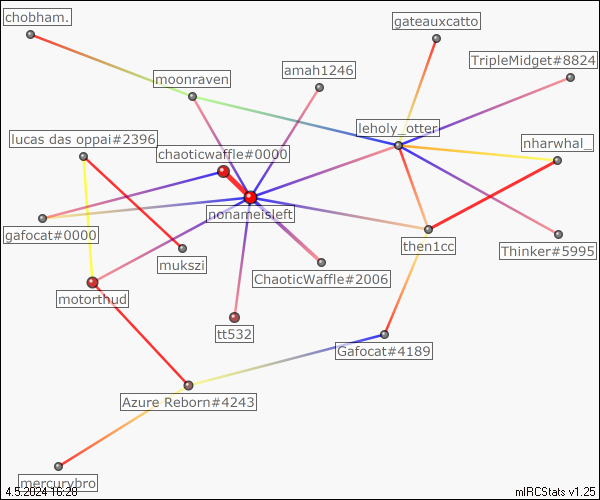 chobham.
gateauxcatto
moonraven
amah1246
TripleMidget#8824
lucas das oppai#2396
leholy_otter
nharwhal_
chaoticwaffle#0000
nonameisleft
gafocat#0000
then1cc
Thinker#5995
mukszi
ChaoticWaffle#2006
motorthud
tt532
Gafocat#4189
Azure Reborn#4243
mercurybro
4.5.2024 16:28
mIRCStats v1.25